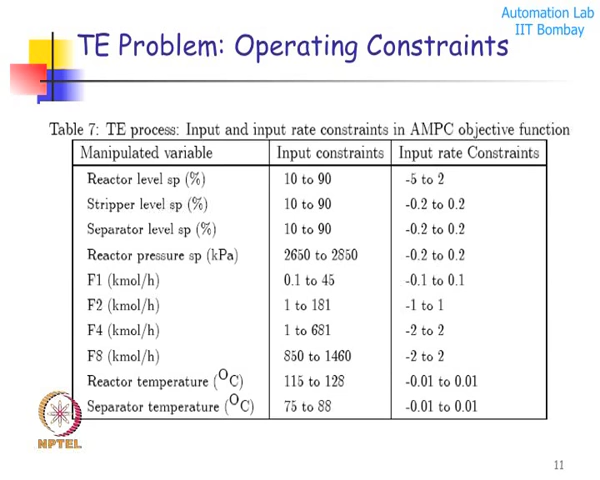 Automation Lab
IIT Bombay
TE Problem: Operating Constraints
Table 7: TE process: Input and input rate constraints in AMPC objective function
Manipulated variable Input constraints Input rate Constraints
Reactor level sp (%) 10 to 90 -5 to 2
Stripper level sp (%) 10 to 90 -0.2 to 0.2
Separator level sp (%) 10 to 90 -0.2 to 0.2
Reactor pressure sp (kPa) 2650 to 2850 -0.2 to 0.2
F1 (kmol/h) 0.1 to 45 -0.1 to 0.1
F2 (kmol/h) 1 to 181 -1 to 1
F4 (kmol/h) 1 to 681 -2 to 2
F8 (kmol/h) 850 to 1460 -2 to 2
Reactor temperature (OC) 115 to 128 -0.01 to 0.01
Separator temperature (OC) 75 to 88 -0.01 to 0.01
NPTEL
11